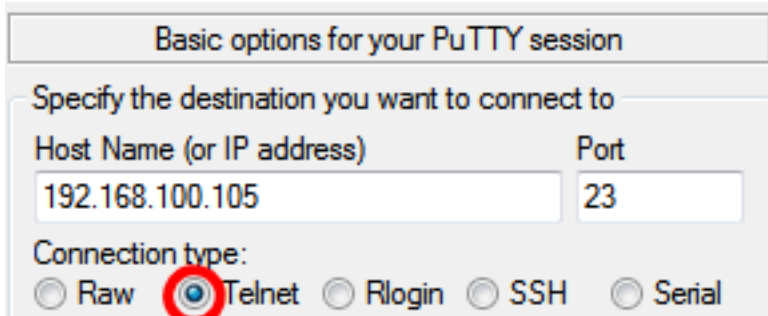 Basic options for your PuTTY session
Specify the destination you want to connect to
Host Name (or IP address) Port
192.168.100.105 23
Connection type:
Raw Telnet Rlogin SSH Serial